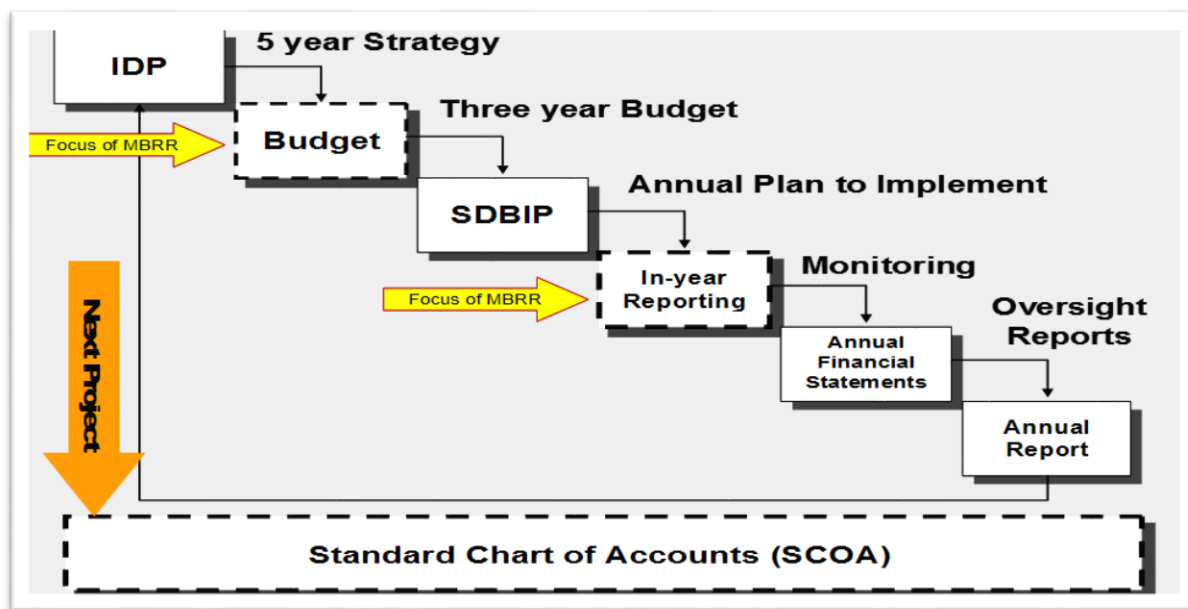 5 year Strategy
IDP
Three year Budget
Focus of MBRR
Budget
Annual Plan to Implement
SDBIP
Monitoring
In-year
Reporting
Focus of MBRR
Oversight
Reports
Annual
Financial
Statements
Next Project
Annual
Report
Standard Chart of Accounts (SCOA)